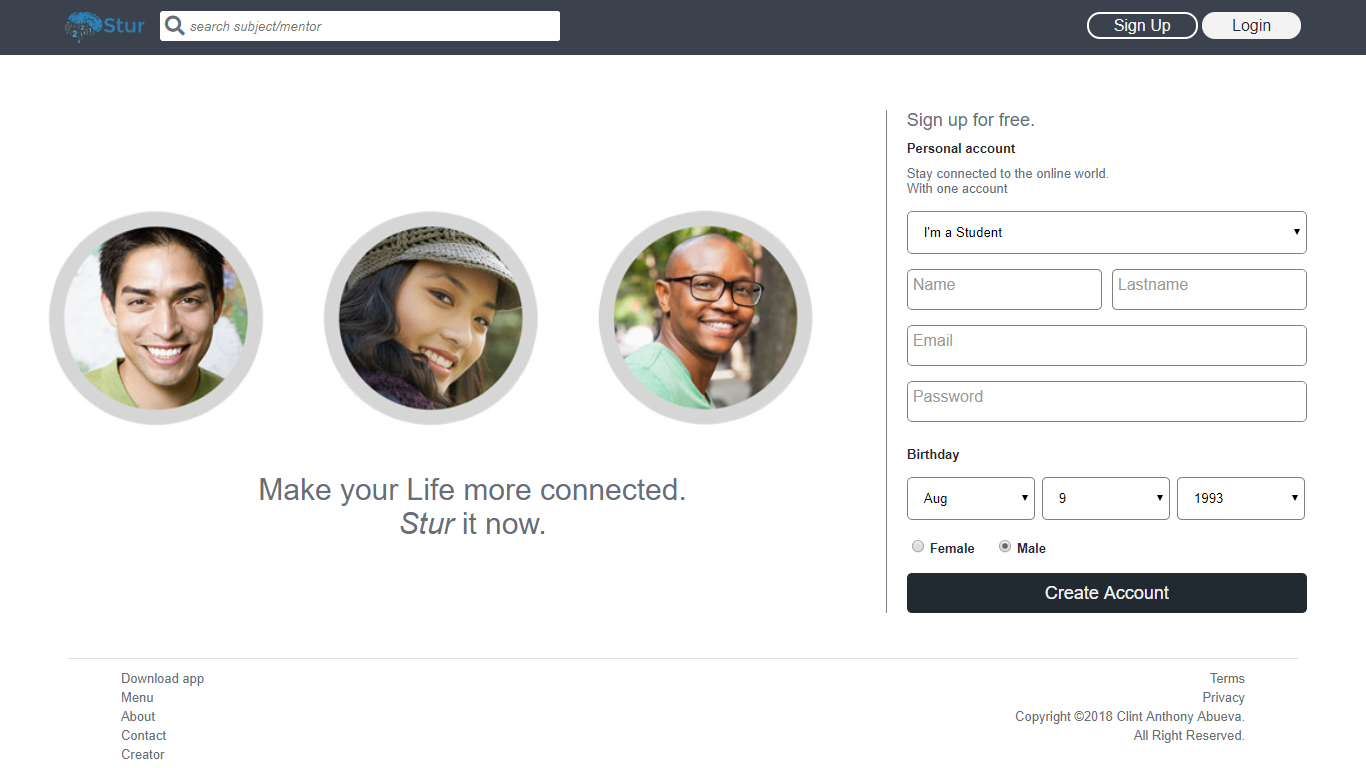 Stur
search subject/mentor
Sign Up
Login
Sign up for free.
Personal account
Stay connected to the online world.
With one account
I'm a Student
Name
Lastname
Email
Password
Birthday
Aug
9
1993
Female
Male
Create Account
Make your Life more connected.
Stur it now.
Download app
Menu
About
Contact
Creator
Terms
Privacy
Copyright ©2018 Clint Anthony Abueva.
All Right Reserved.